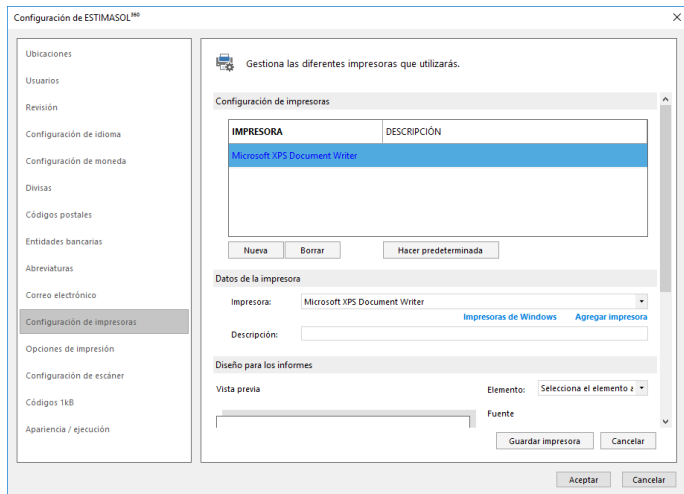 Configuración de ESTIMASOL³⁶⁰
Ubicaciones
Usuarios
Revisión
Configuración de idioma
Configuración de moneda
Divisas
Códigos postales
Entidades bancarias
Abreviaturas
Correo electrónico
Configuración de impresoras
Opciones de impresión
Configuración de escáner
Códigos 1kB
Apariencia / ejecución
Gestiona las diferentes impresoras que utilizarás.
Configuración de impresoras
IMPRESORA DESCRIPCIÓN
Microsoft XPS Document Writer
Nueva Borrar Hacer predeterminada
Datos de la impresora
Impresora: Microsoft XPS Document Writer
Impresoras de Windows Agregar impresora
Descripción:
Diseño para los informes
Vista previa Elemento: Selecciona el elemento a
Fuente
Guardar impresora Cancelar
Aceptar Cancelar